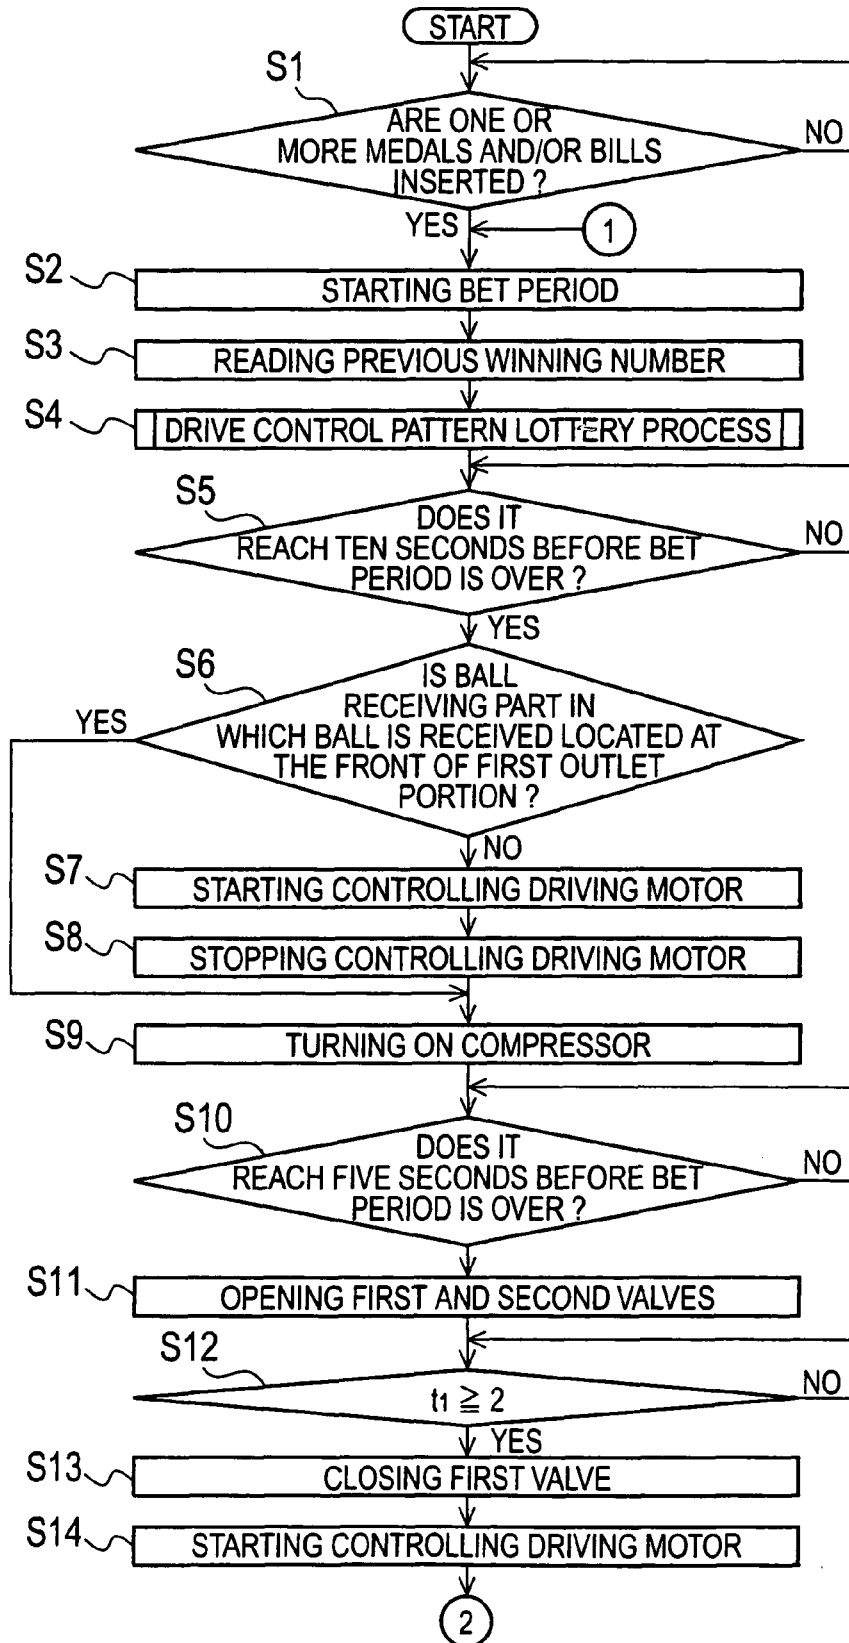 START
S1
ARE ONE OR
MORE MEDALS AND/OR BILLS
INSERTED ?
NO
YES
1
S2
STARTING BET PERIOD
S3
READING PREVIOUS WINNING NUMBER
S4
DRIVE CONTROL PATTERN LOTTERY PROCESS
S5
DOES IT
REACH TEN SECONDS BEFORE BET
PERIOD IS OVER ?
NO
YES
S6
IS BALL
RECEIVING PART IN
WHICH BALL IS RECEIVED LOCATED AT
THE FRONT OF FIRST OUTLET
PORTION ?
YES
NO
S7
STARTING CONTROLLING DRIVING MOTOR
S8
STOPPING CONTROLLING DRIVING MOTOR
S9
TURNING ON COMPRESSOR
S10
DOES IT
REACH FIVE SECONDS BEFORE BET
PERIOD IS OVER ?
NO
S11
OPENING FIRST AND SECOND VALVES
S12
t1 ≧ 2
NO
YES
S13
CLOSING FIRST VALVE
S14
STARTING CONTROLLING DRIVING MOTOR
2